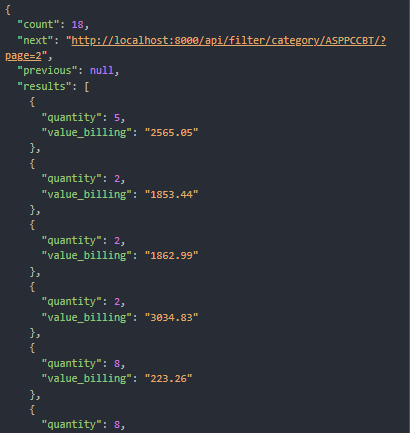 {
"count": 18,
"next": "http://localhost:8000/api/filter/category/ASPPCCBT/?
page=2",
"previous": null,
"results": [
{
"quantity": 5,
"value_billing": "2565.05"
},
{
"quantity": 2,
"value_billing": "1853.44"
},
{
"quantity": 2,
"value_billing": "1862.99"
},
{
"quantity": 2,
"value_billing": "3034.83"
},
{
"quantity": 8,
"value_billing": "223.26"
},
{
"quantity": 8,